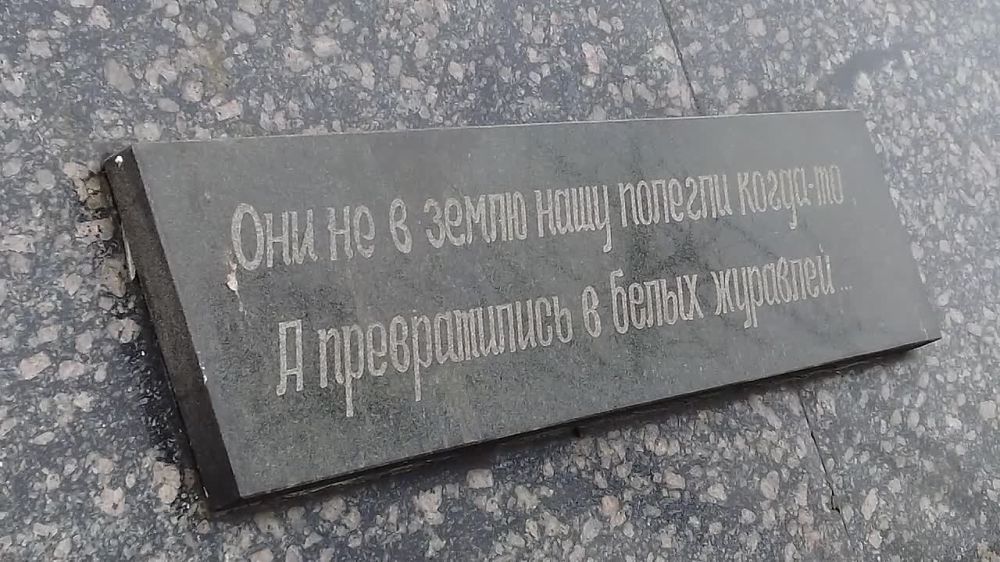 Они не в землю нашу полегли когда-то
А превратились в белых журавлей...